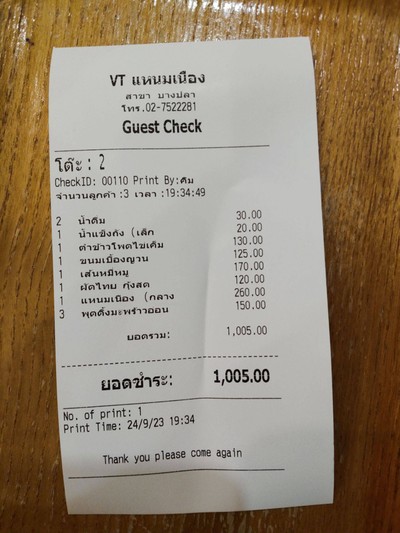 VT แหนมเนือง
สาขา บางปลา
โทร.02-7522281
Guest Check
โต๊ะ: 2
CheckID: 00110 Print By:คิม
จำนวนลูกค้า :3 เวลา :19:34:49
2 น้ำดื่ม 30.00
1 น้ำแข็งถัง (เล็ก 20.00
1 ตำข้าวโพดไข่เค็ม 130.00
1 ขนมเบื้องญวน 125.00
1 เส้นหมี่หมู 170.00
1 ผัดไทย กุ้งสด 120.00
1 แหนมเนือง (กลาง 260.00
3 พุดดิ้งมะพร้าวอ่อน 150.00
ยอดรวม: 1,005.00
ยอดชำระ: 1,005.00
No. of print: 1
Print Time: 24/9/23 19:34
Thank you please come again